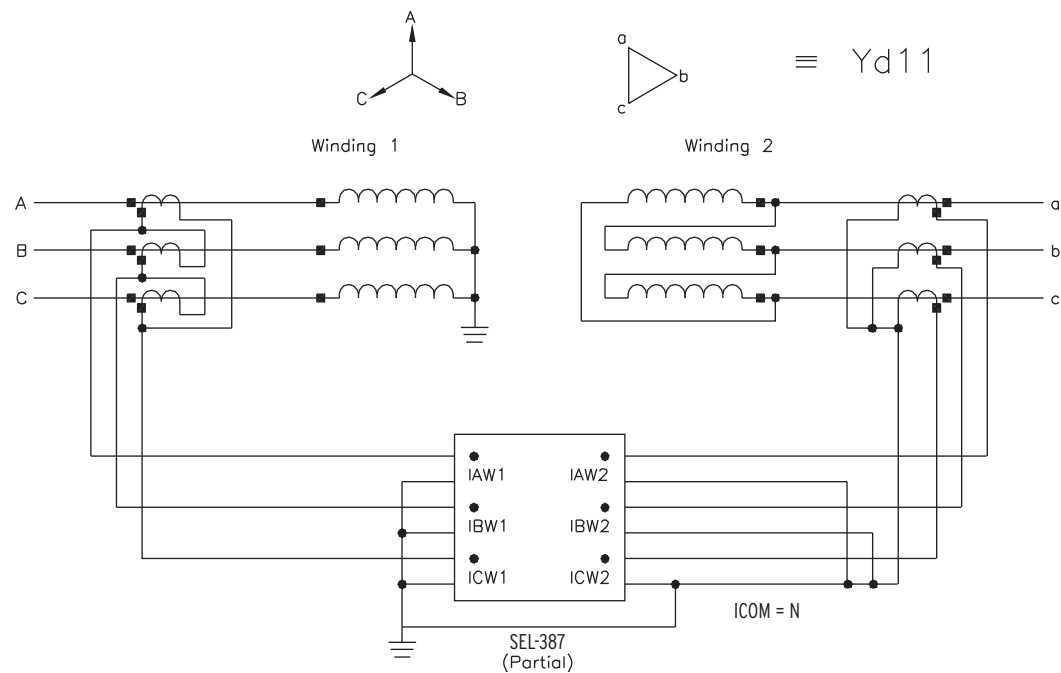 A
C
B
a
b
c
≡ Yd11
Winding 1
Winding 2
A
a
B
b
C
c
IAW1
IAW2
IBW1
IBW2
ICW1
ICW2
ICOM = N
SEL-387
(Partial)